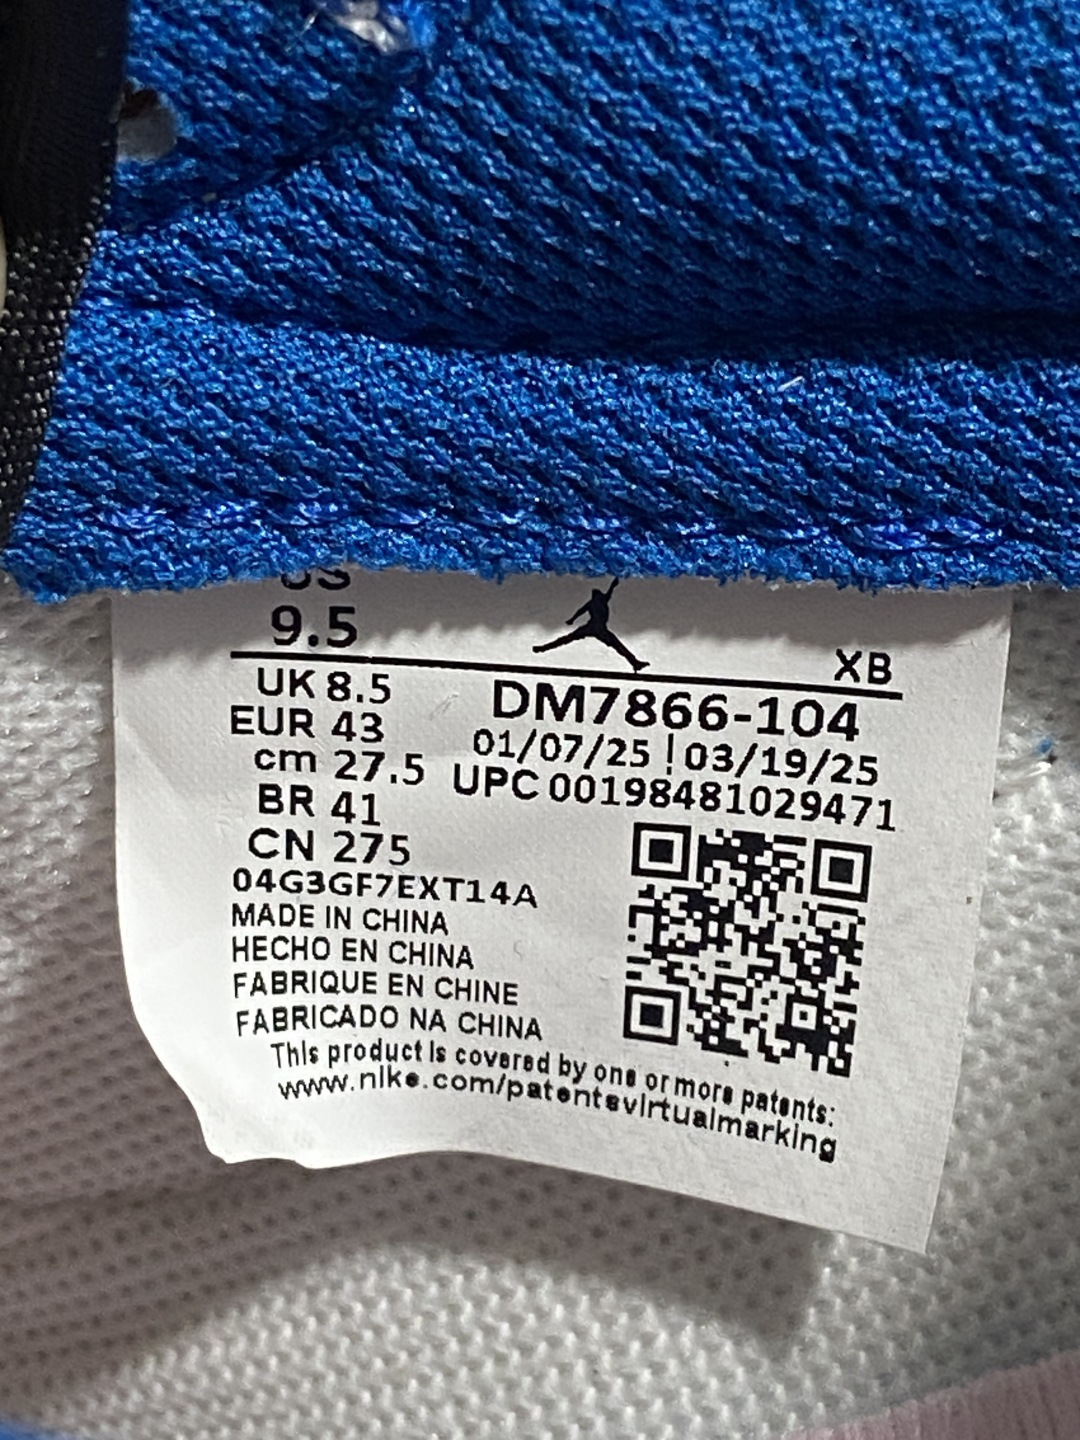 US
9.5
XB
UK 8.5
EUR 43
cm 27.5
BR 41
CN 275
DM7866-104
01/07/25 | 03/19/25
UPC 00198481029471
04G3GF7EXT14A
MADE IN CHINA
HECHO EN CHINA
FABRIQUE EN CHINE
FABRICADO NA CHINA
This product is covered by one or more patents:
www.nike.com/patentsvirtualmarking